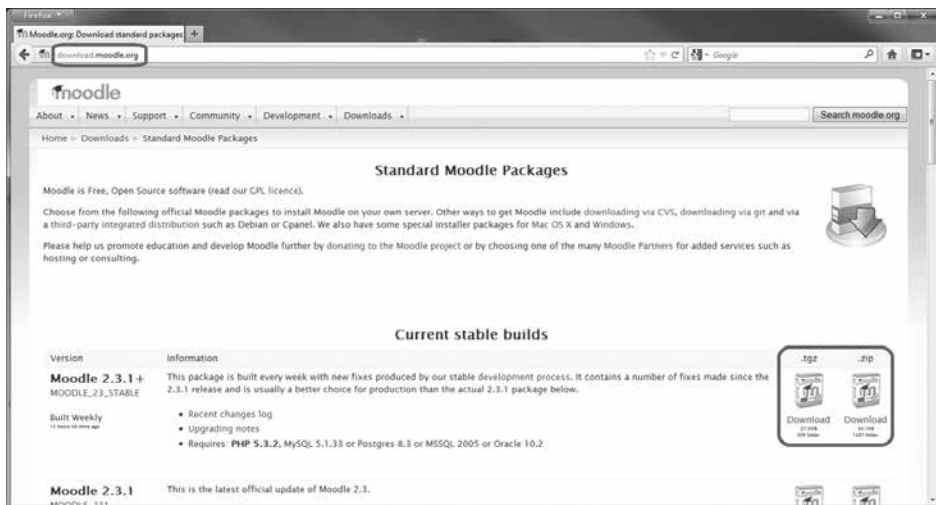 Firefox
Moodle.org: Download standard packages
download.moodle.org
Google
moodle
About News Support Community Development Downloads
Search moodle.org
Home Downloads Standard Moodle Packages
Standard Moodle Packages
Moodle is Free, Open Source software (read our GPL licence).
Choose from the following official Moodle packages to install Moodle on your own server. Other ways to get Moodle include downloading via CVS, downloading via git and via
a third-party integrated distribution such as Debian or Cpanel. We also have some special installer packages for Mac OS X and Windows.
Please help us promote education and develop Moodle further by donating to the Moodle project or by choosing one of the many Moodle Partners for added services such as
hosting or consulting.
Current stable builds
Version Information .tgz .zip
Moodle 2.3.1+ This package is built every week with new fixes produced by our stable development process. It contains a number of fixes made since the
MOODLE_23_STABLE 2.3.1 release and is usually a better choice for production than the actual 2.3.1 package below.
Built Weekly • Recent changes log
• Upgrading notes
• Requires: PHP 5.3.2, MySQL 5.1.33 or Postgres 8.3 or MSSQL 2005 or Oracle 10.2
Download Download
Moodle 2.3.1 This is the latest official update of Moodle 2.3.